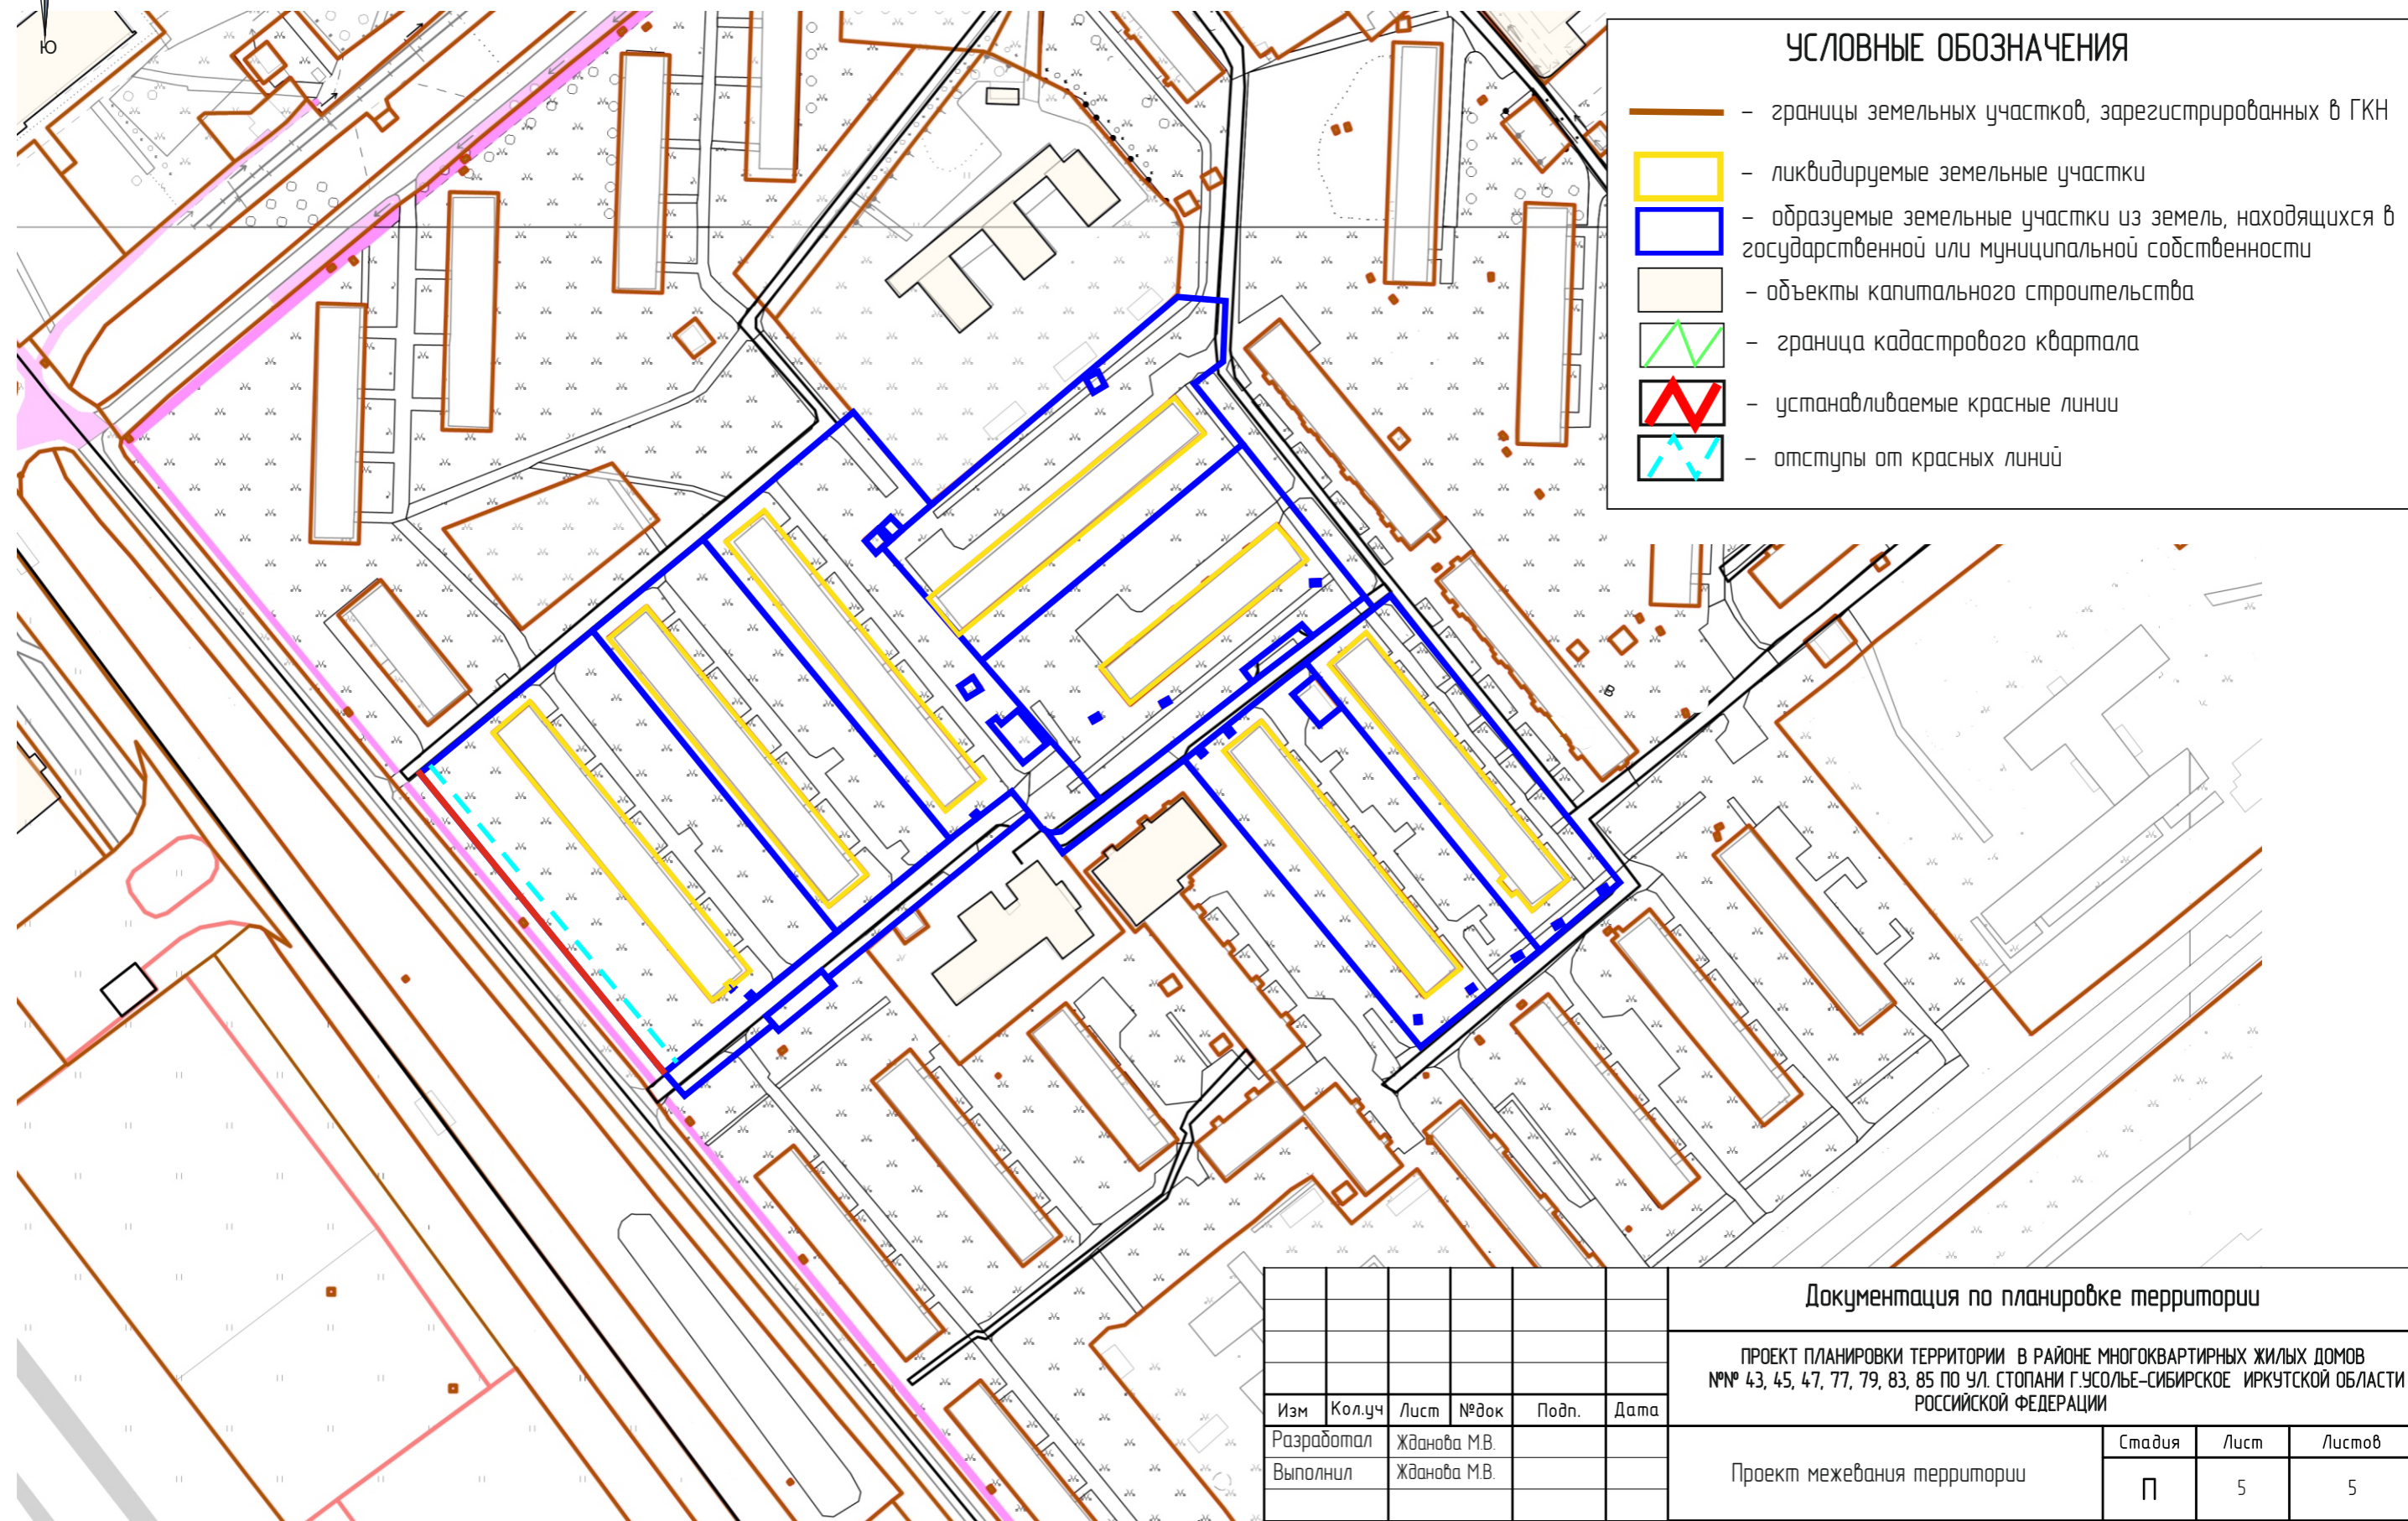 Ю
УСЛОВНЫЕ ОБОЗНАЧЕНИЯ
- границы земельных участков, зарегистрированных в ГКН
- ликвидируемые земельные участки
- образуемые земельные участки из земель, находящихся в
государственной или муниципальной собственности
- объекты капитального строительства
- граница кадастрового квартала
- устанавливаемые красные линии
- отступы от красных линий
В
Документация по планировке территории
ПРОЕКТ ПЛАНИРОВКИ ТЕРРИТОРИИ В РАЙОНЕ МНОГОКВАРТИРНЫХ ЖИЛЫХ ДОМОВ
№№ 43, 45, 47, 77, 79, 83, 85 ПО УЛ. СТОПАНИ Г.УСОЛЬЕ-СИБИРСКОЕ ИРКУТСКОЙ ОБЛАСТИ
РОССИЙСКОЙ ФЕДЕРАЦИИ
Изм Кол.уч Лист №док Подп. Дата
Разработал Жданова М.В.
Выполнил Жданова М.В.
Проект межевания территории
Стадия Лист Листов
П 5 5